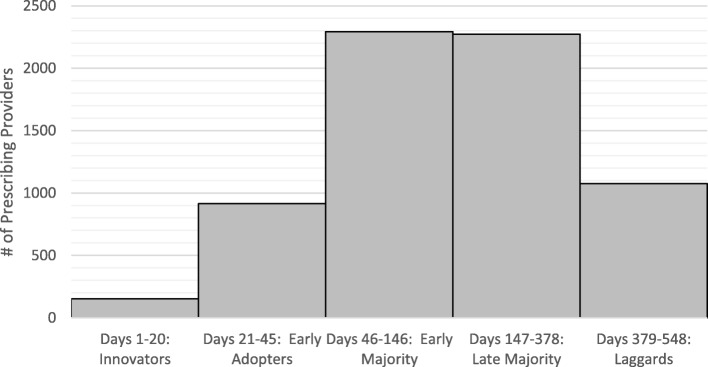 # of Prescribing Providers
2500
2000
1500
1000
500
0
Days 1-20:
Innovators
Days 21-45: Early
Adopters
Days 46-146: Early
Majority
Days 147-378:
Late Majority
Days 379-548:
Laggards